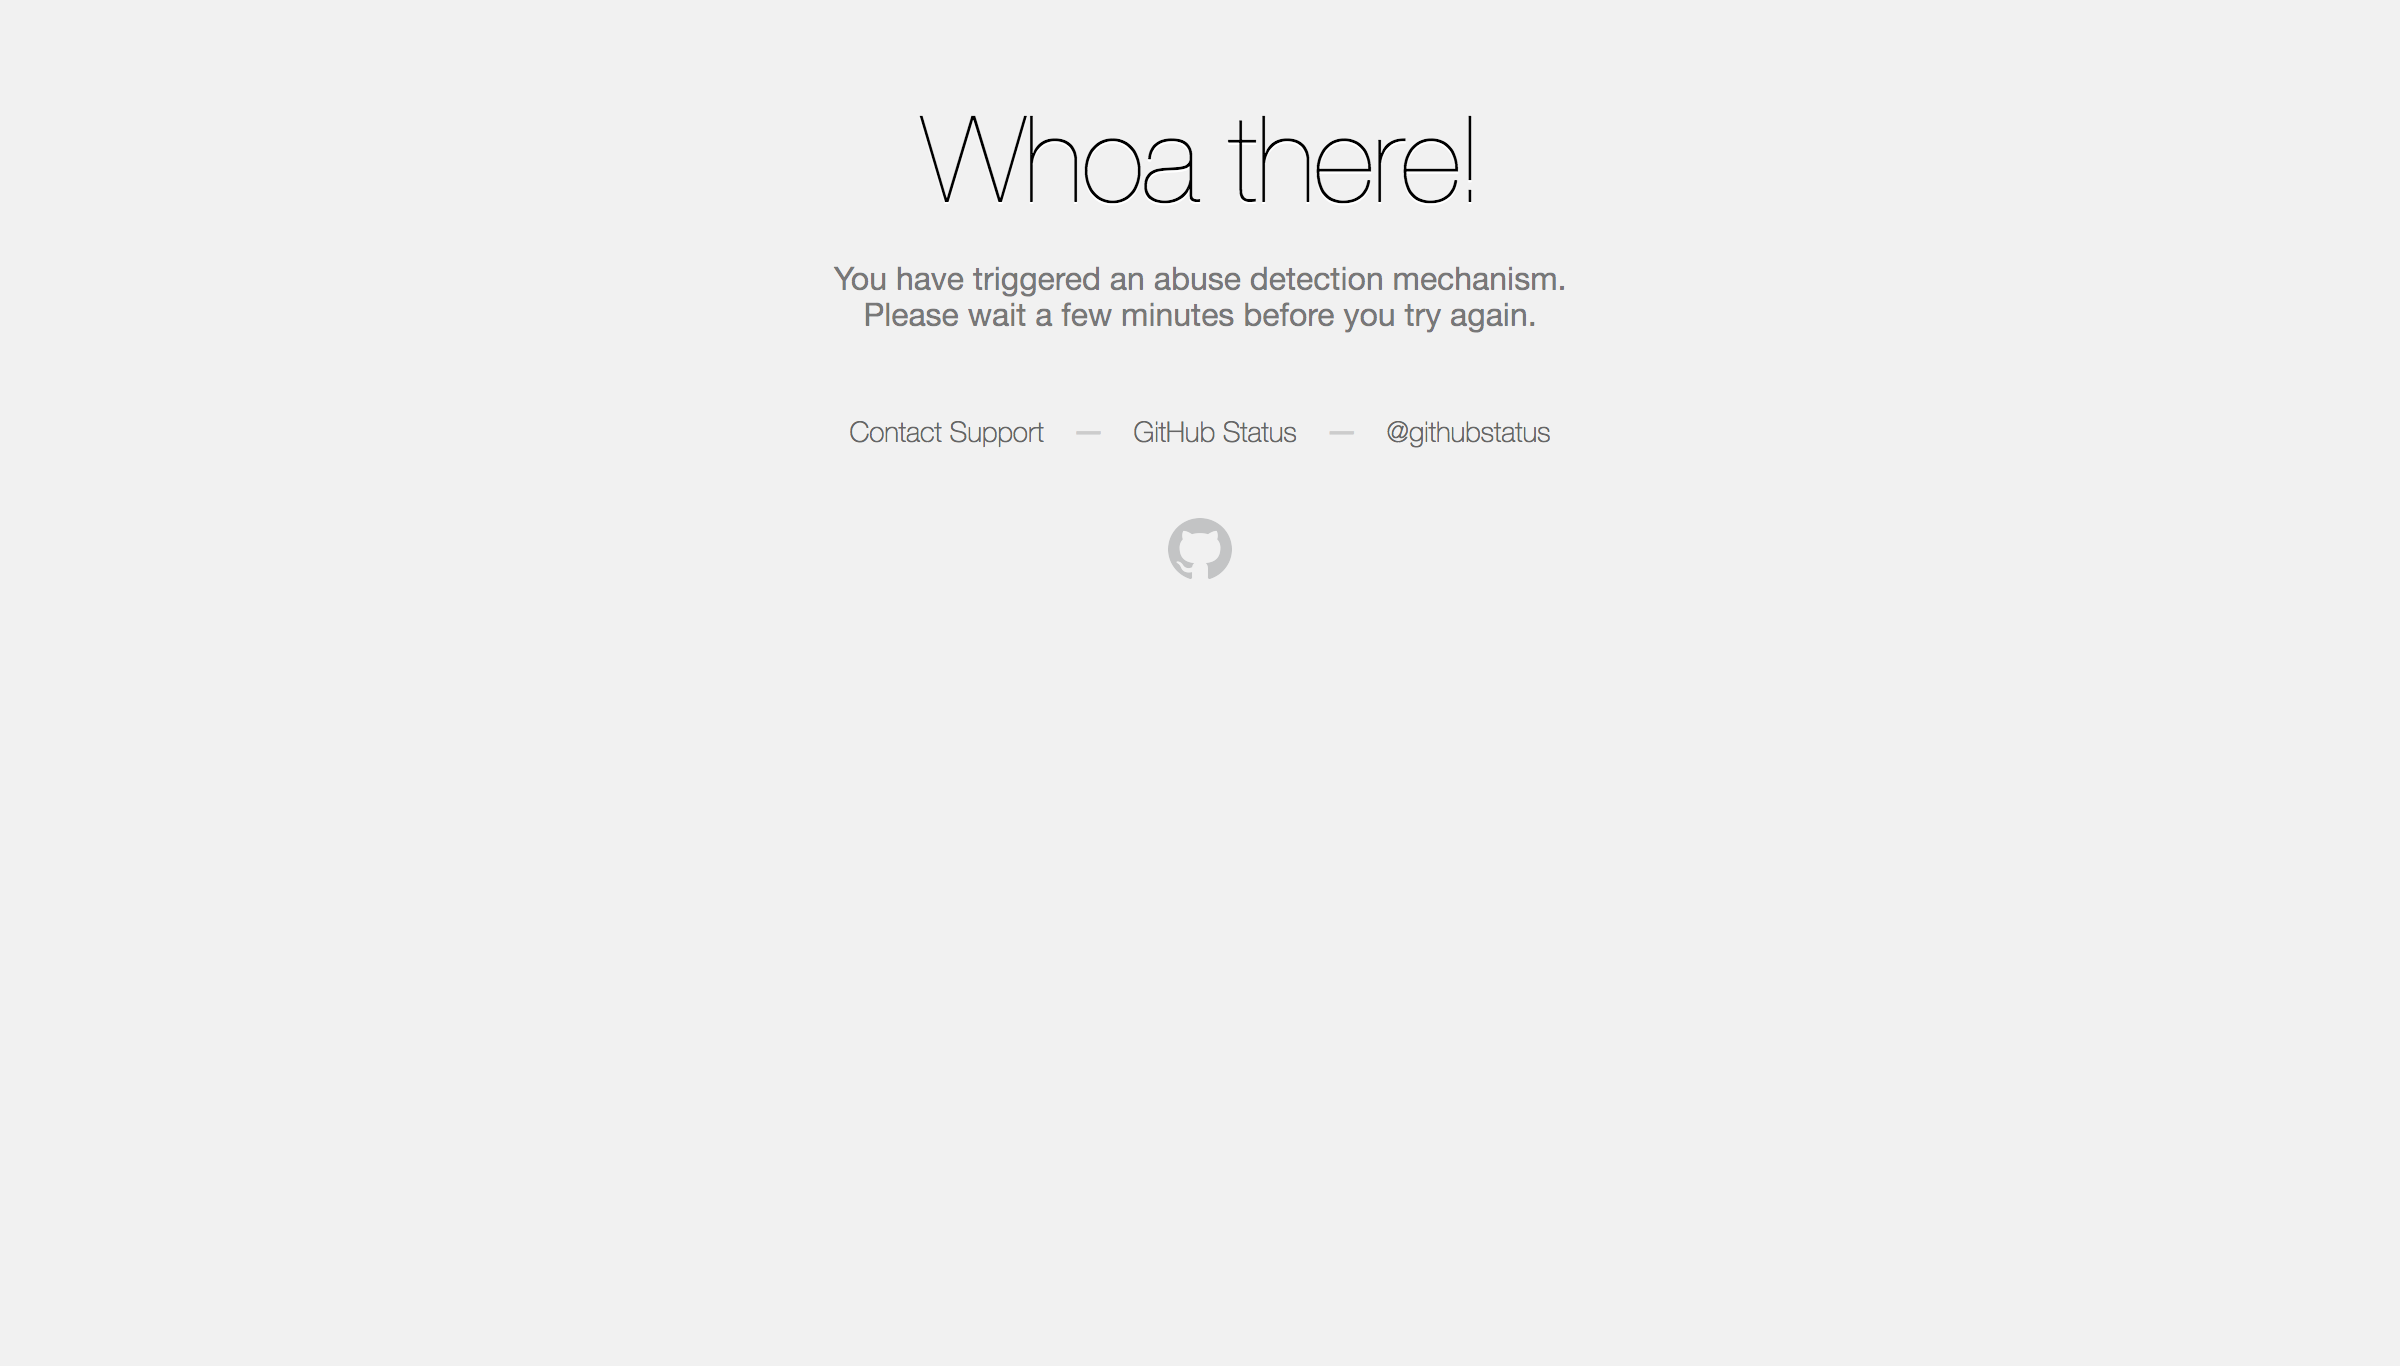 Whoa there!
You have triggered an abuse detection mechanism.
Please wait a few minutes before you try again.
Contact Support — GitHub Status — @githubstatus